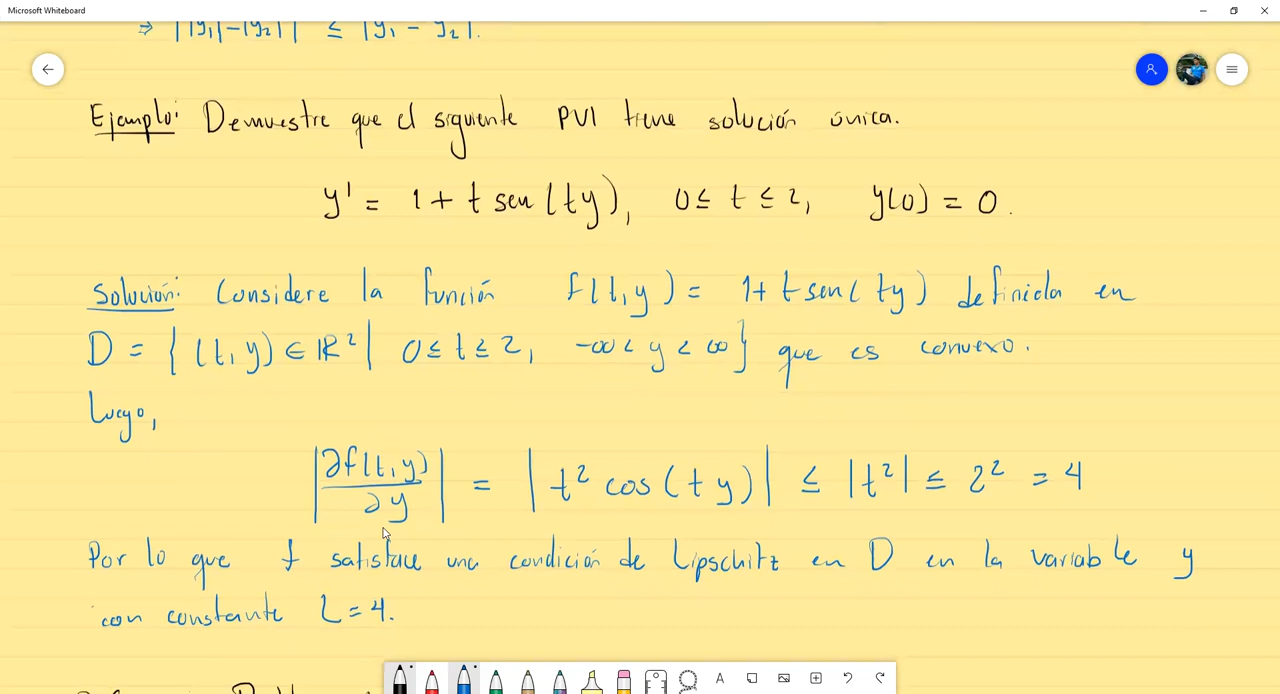 Microsoft Whiteboard
⇒ ||y₁|-|y₂|| ≤ |y₁ - y₂|.
Ejemplo: Demuestre que el siguiente PVI tiene solución única.
y' = 1 + t sen(ty), 0 ≤ t ≤ 2, y(0) = 0.
Solución: Considere la función f(t,y) = 1 + t sen(ty) definida en
D = {(t,y) ∈ ℝ² | 0 ≤ t ≤ 2, -∞ < y < ∞} que es convexo.
Luego,
|∂f(t,y)/∂y| = |t² cos(ty)| ≤ |t²| ≤ 2² = 4
Por lo que f satisface una condición de Lipschitz en D en la variable y
con constante L = 4.
A